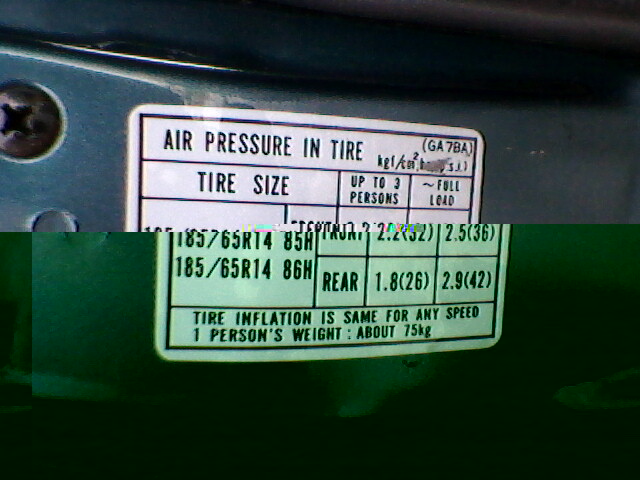 AIR PRESSURE IN TIRE
(GA7BA)
TIRE SIZE
UP TO 3 PERSONS
~FULL LOAD
185/65R14 85H
185/65R14 86H
FRONT 2.2(32) 2.5(36)
REAR 1.8(26) 2.9(42)
TIRE INFLATION IS SAME FOR ANY SPEED
1 PERSON'S WEIGHT : ABOUT 75kg